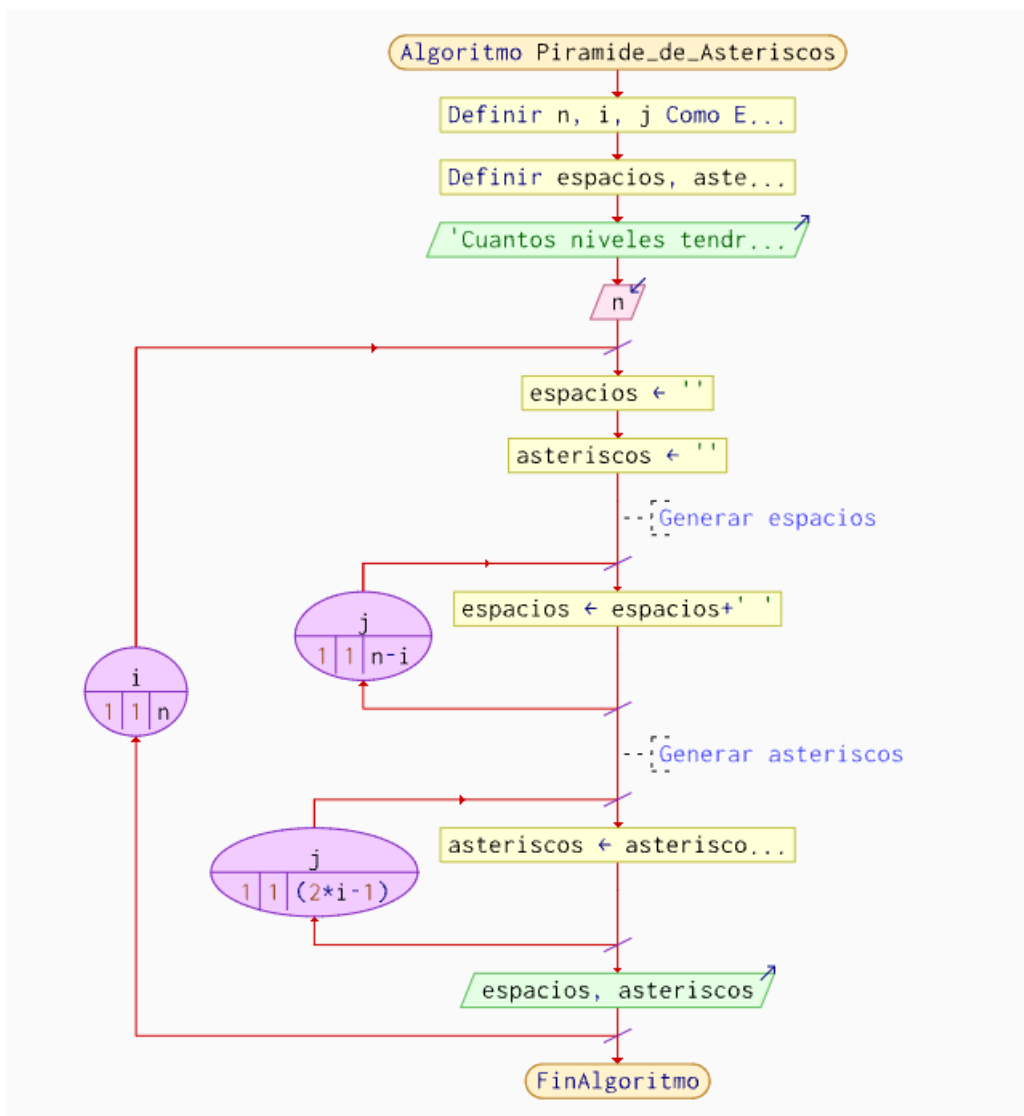 Algoritmo Piramide_de_Asteriscos
Definir n, i, j Como E...
Definir espacios, aste...
'Cuantos niveles tendr...
n
espacios ← ''
asteriscos ← ''
Generar espacios
espacios ← espacios+' '
j
1 1 n-i
i
1 1 n
Generar asteriscos
asteriscos ← asterisco...
j
1 1 (2*i-1)
espacios, asteriscos
FinAlgoritmo